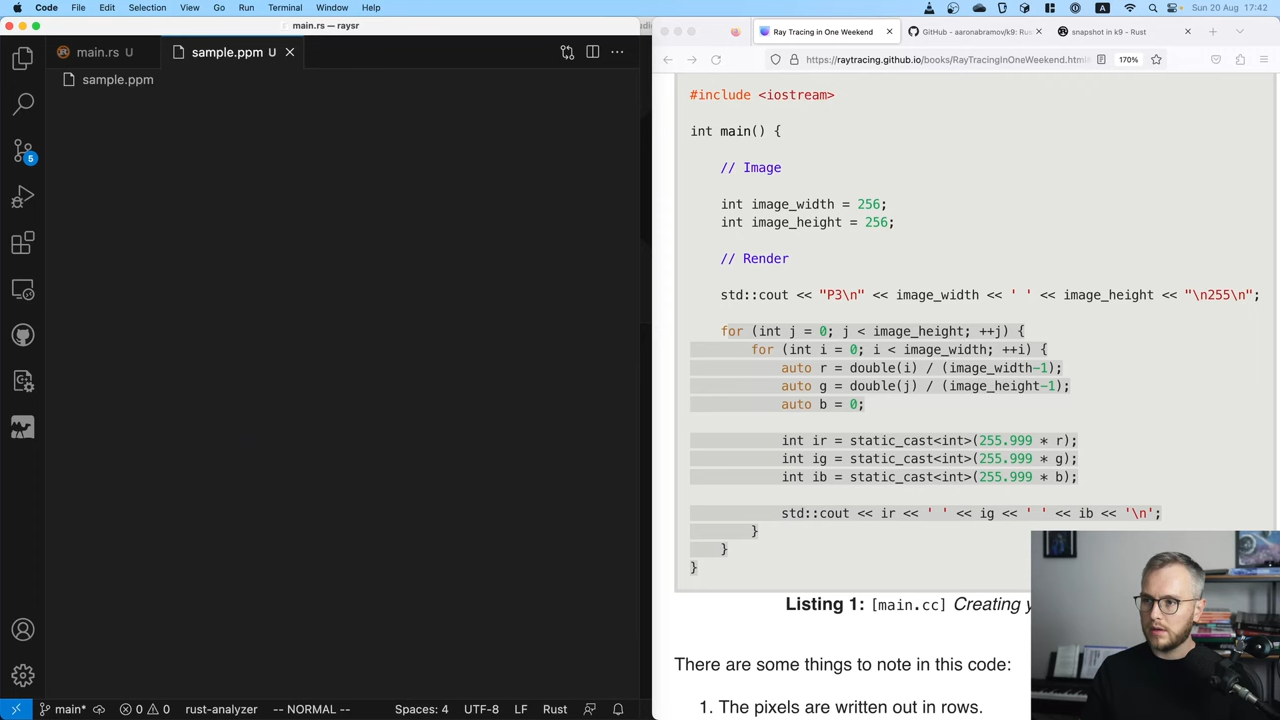 Code File Edit Selection View Go Run Terminal Window Help
A Sun 20 Aug 17:42
main.rs — raysr
main.rs U sample.ppm U
sample.ppm
5
main* 0 0 rust-analyzer -- NORMAL -- Spaces: 4 UTF-8 LF Rust
Ray Tracing in One Weekend GitHub - aaronabramov/k9: Rus snapshot in k9 - Rust
https://raytracing.github.io/books/RayTracingInOneWeekend.html 170%
#include <iostream>
int main() {
// Image
int image_width = 256;
int image_height = 256;
// Render
std::cout << "P3\n" << image_width << ' ' << image_height << "\n255\n";
for (int j = 0; j < image_height; ++j) {
for (int i = 0; i < image_width; ++i) {
auto r = double(i) / (image_width-1);
auto g = double(j) / (image_height-1);
auto b = 0;
int ir = static_cast<int>(255.999 * r);
int ig = static_cast<int>(255.999 * g);
int ib = static_cast<int>(255.999 * b);
std::cout << ir << ' ' << ig << ' ' << ib << '\n';
}
}
}
Listing 1: [main.cc] Creating y
There are some things to note in this code:
1. The pixels are written out in rows.